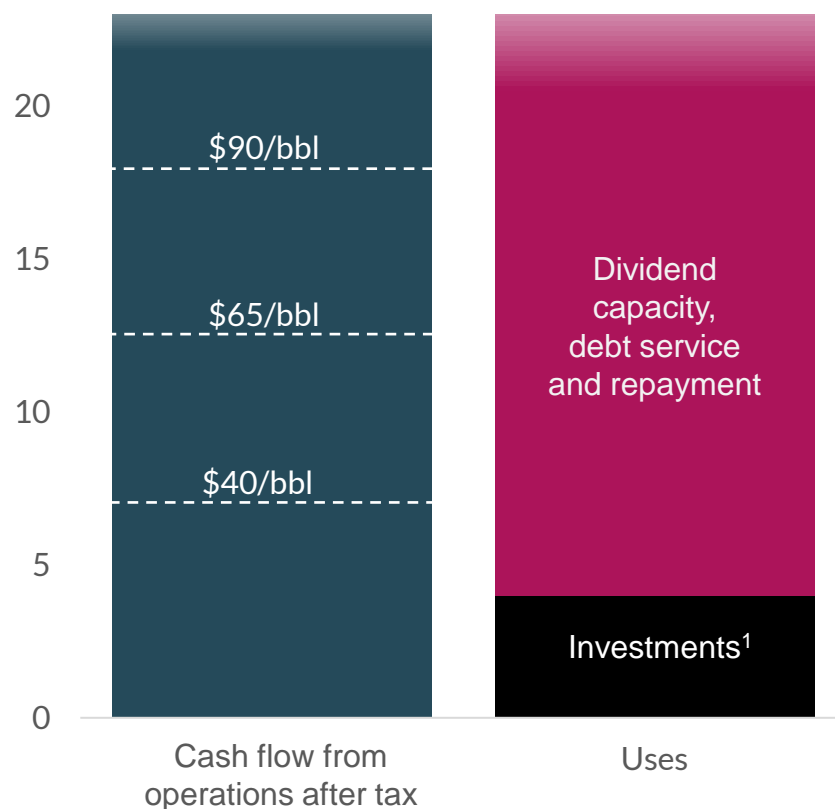 20
$90/bbl
15
Dividend
capacity,
debt service
and repayment
$65/bbl
10
$40/bbl
5
Investments¹
0
Cash flow from
operations after tax
Uses